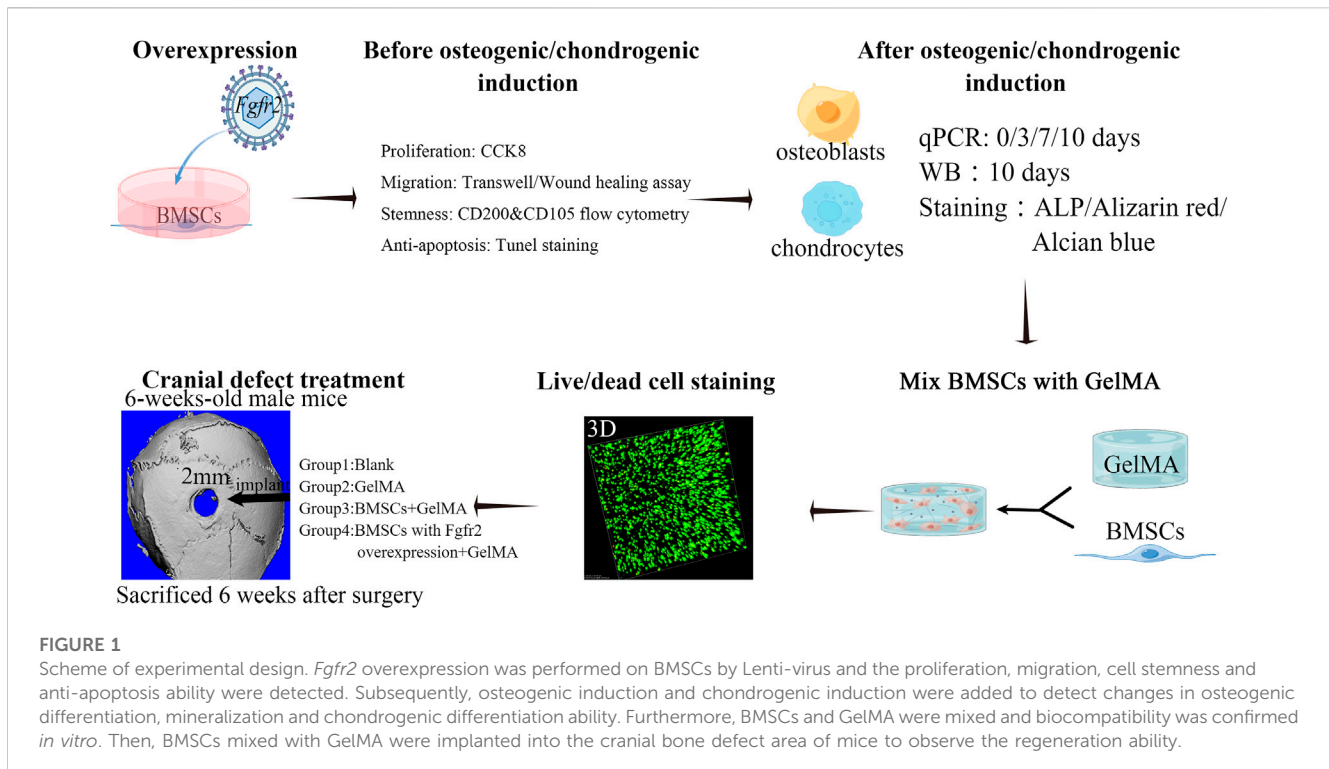 Overexpression
Fgfr2
BMSCs
Before osteogenic/chondrogenic
induction
Proliferation: CCK8
Migration: Transwell/Wound healing assay
Stemness: CD200&CD105 flow cytometry
Anti-apoptosis: Tunel staining
After osteogenic/chondrogenic
induction
osteoblasts
chondrocytes
qPCR: 0/3/7/10 days
WB : 10 days
Staining : ALP/Alizarin red/
Alcian blue
Mix BMSCs with GelMA
GelMA
BMSCs
Live/dead cell staining
3D
Cranial defect treatment
6-weeks-old male mice
2mm
implant
Group1:Blank
Group2:GelMA
Group3:BMSCs+GelMA
Group4:BMSCs with Fgfr2
overexpression+GelMA
Sacrificed 6 weeks after surgery
FIGURE 1
Scheme of experimental design. Fgfr2 overexpression was performed on BMSCs by Lenti-virus and the proliferation, migration, cell stemness and
anti-apoptosis ability were detected. Subsequently, osteogenic induction and chondrogenic induction were added to detect changes in osteogenic
differentiation, mineralization and chondrogenic differentiation ability. Furthermore, BMSCs and GelMA were mixed and biocompatibility was confirmed
in vitro. Then, BMSCs mixed with GelMA were implanted into the cranial bone defect area of mice to observe the regeneration ability.